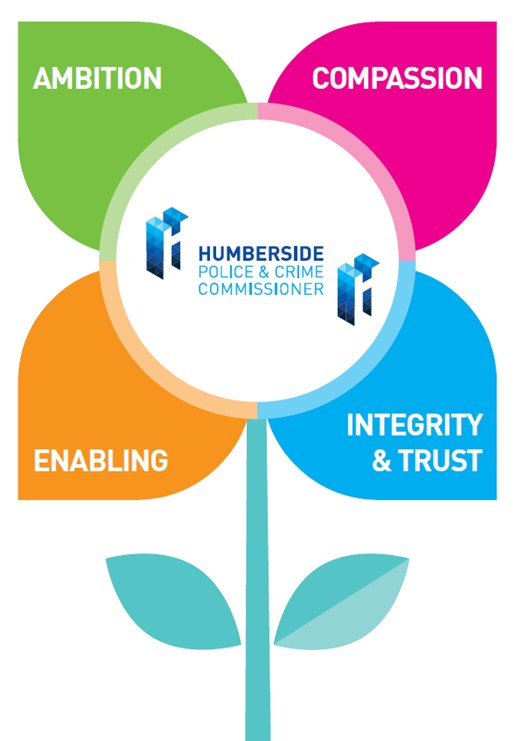 AMBITION
COMPASSION
HUMBERSIDE
POLICE & CRIME
COMMISSIONER
ENABLING
INTEGRITY
& TRUST